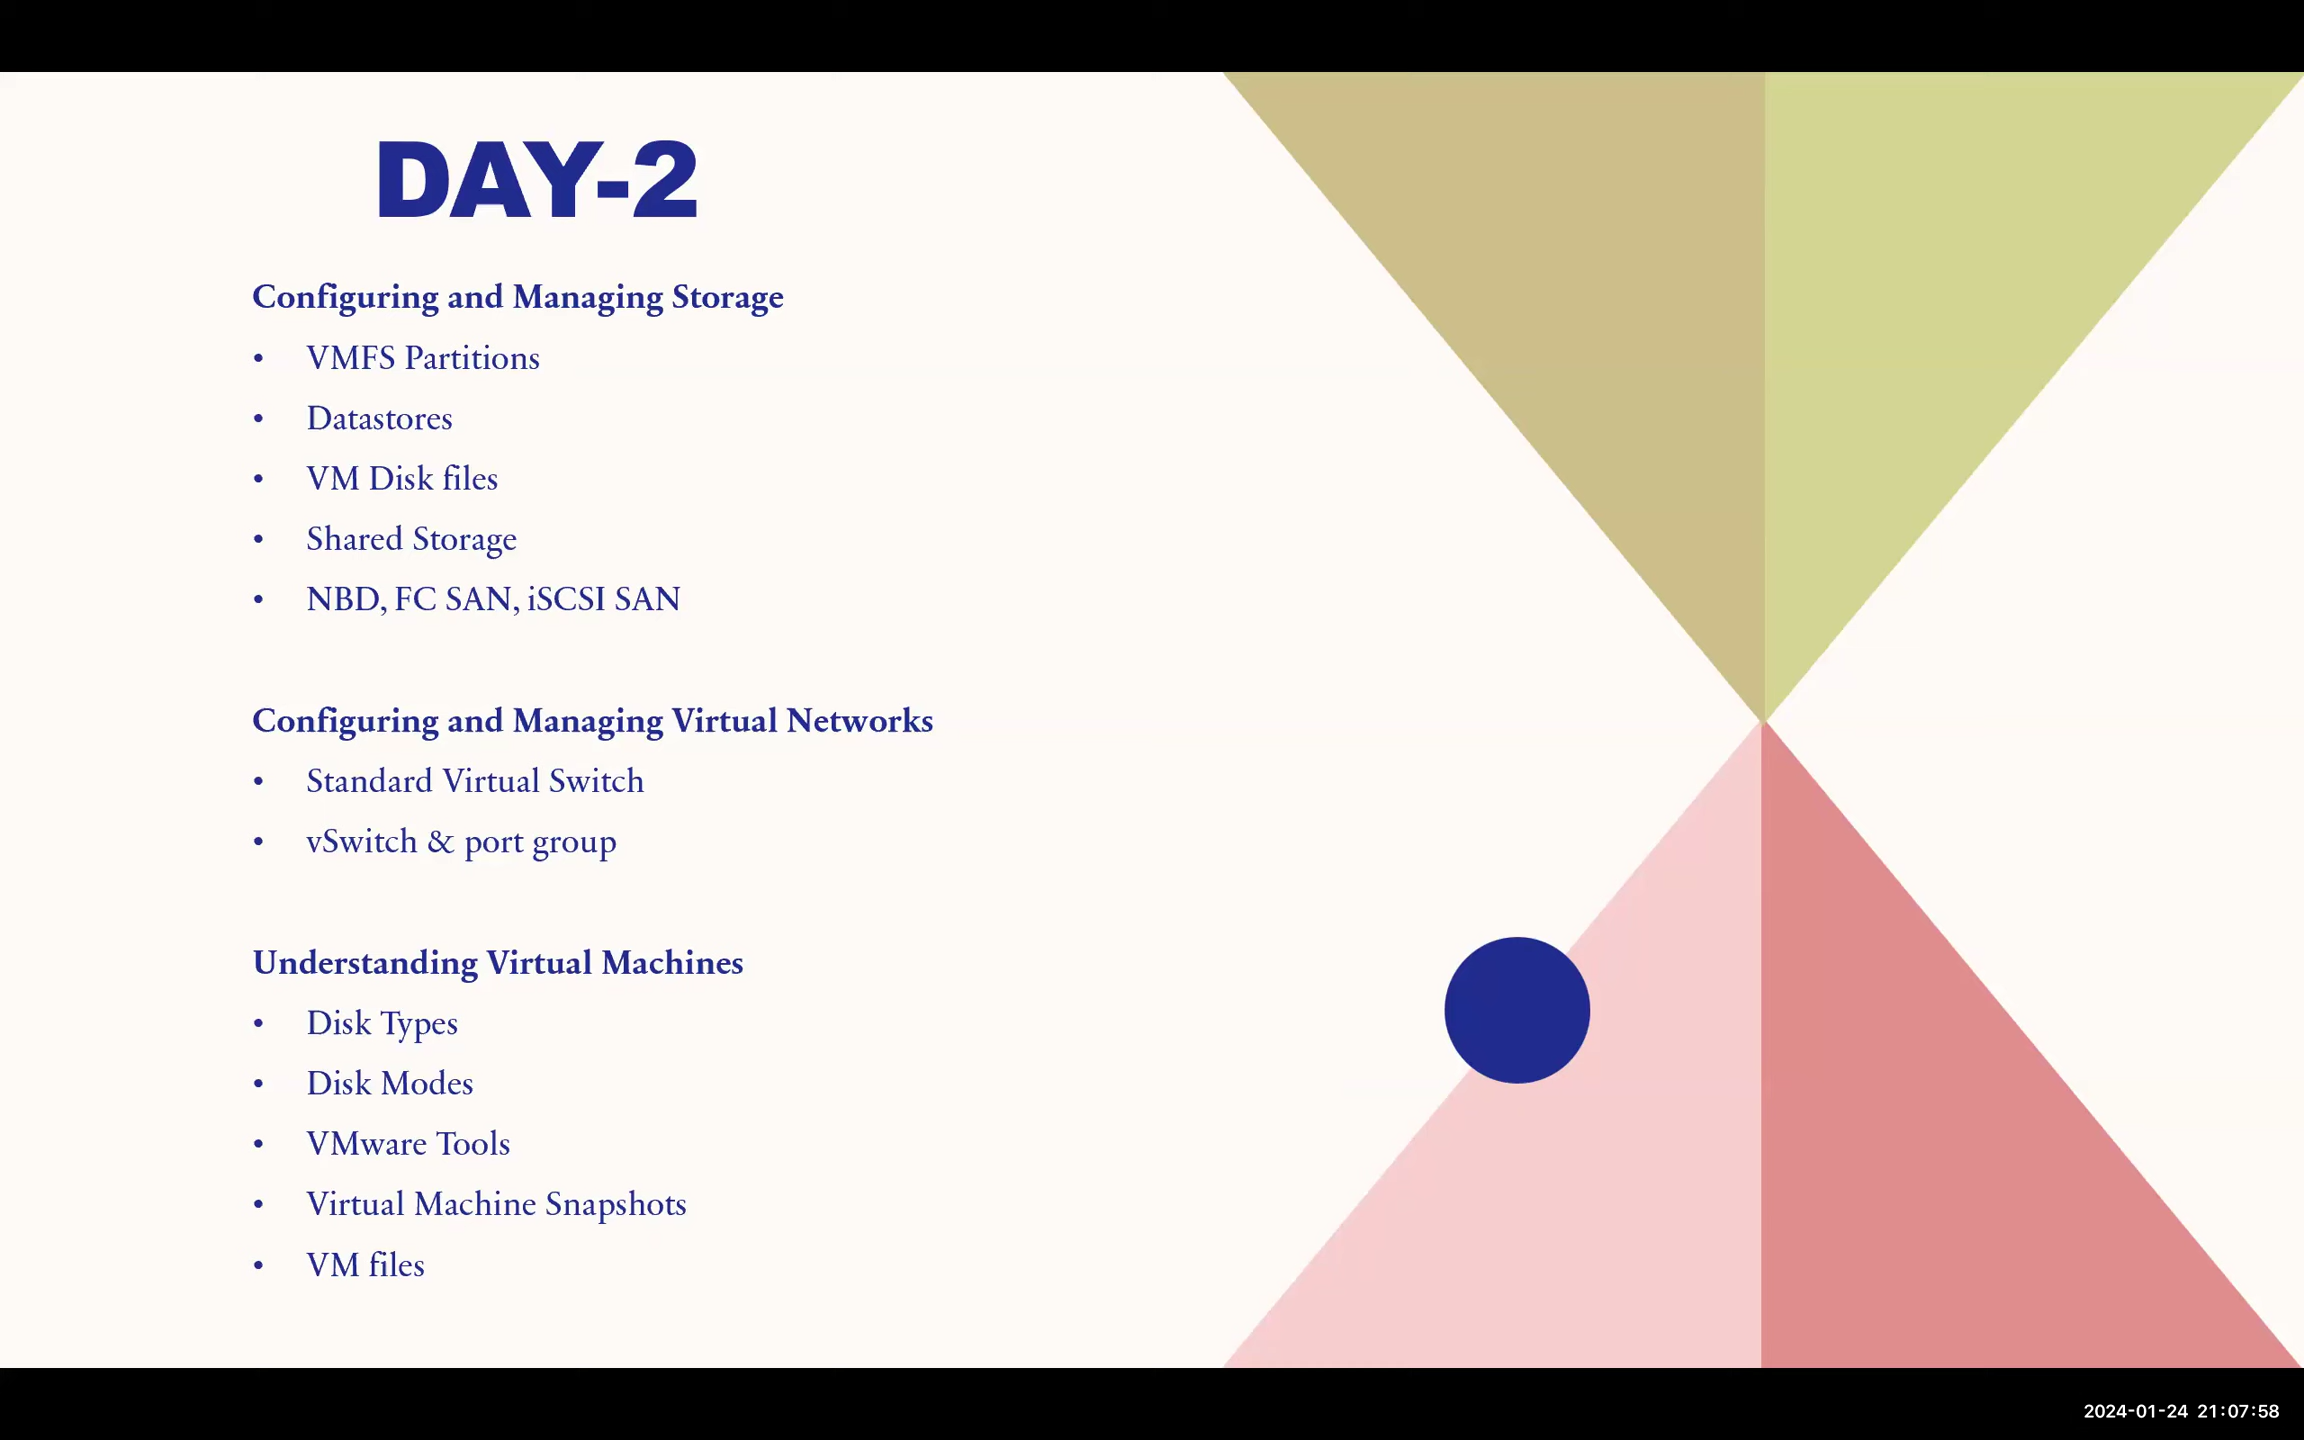 DAY-2
Configuring and Managing Storage
• VMFS Partitions
• Datastores
• VM Disk files
• Shared Storage
• NBD, FC SAN, iSCSI SAN
Configuring and Managing Virtual Networks
• Standard Virtual Switch
• vSwitch & port group
Understanding Virtual Machines
• Disk Types
• Disk Modes
• VMware Tools
• Virtual Machine Snapshots
• VM files
2024-01-24 21:07:58